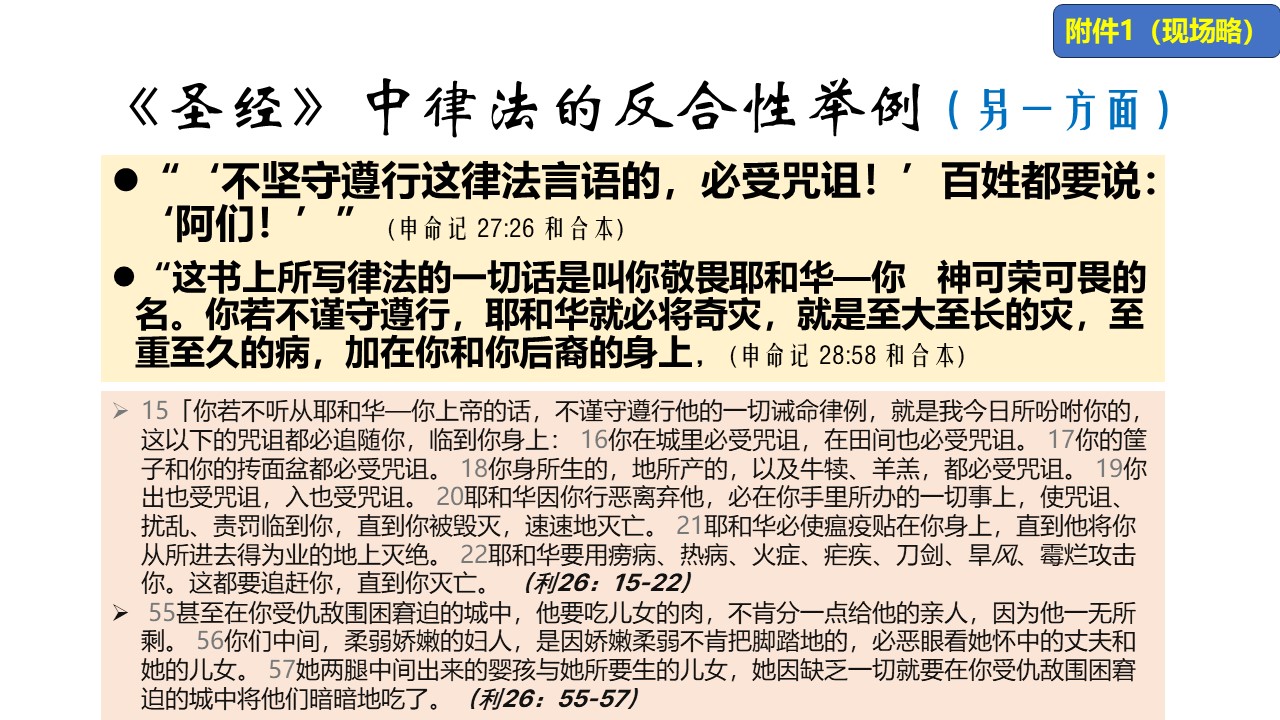 附件1（现场略）
《圣经》中律法的反合性举例（另一方面）
●“‘不坚守遵行这律法言语的，必受咒诅！’百姓都要说：
‘阿们！’”（申命记 27:26 和合本）
●“这书上所写律法的一切话是叫你敬畏耶和华—你　神可荣可畏的
名。你若不谨守遵行，耶和华就必将奇灾，就是至大至长的灾，至
重至久的病，加在你和你后裔的身上，（申命记 28:58 和合本）
➢ 15「你若不听从耶和华—你上帝的话，不谨守遵行他的一切诫命律例，就是我今日所吩咐你的，
这以下的咒诅都必追随你，临到你身上： 16你在城里必受咒诅，在田间也必受咒诅。 17你的筐
子和你的抟面盆都必受咒诅。 18你身所生的，地所产的，以及牛犊、羊羔，都必受咒诅。 19你
出也受咒诅，入也受咒诅。 20耶和华因你行恶离弃他，必在你手里所办的一切事上，使咒诅、
扰乱、责罚临到你，直到你被毁灭，速速地灭亡。 21耶和华必使瘟疫贴在你身上，直到他将你
从所进去得为业的地上灭绝。 22耶和华要用痨病、热病、火症、疟疾、刀剑、旱风、霉烂攻击
你。这都要追赶你，直到你灭亡。 （利26：15-22）
➢ 55甚至在你受仇敌围困窘迫的城中，他要吃儿女的肉，不肯分一点给他的亲人，因为他一无所
剩。 56你们中间，柔弱娇嫩的妇人，是因娇嫩柔弱不肯把脚踏地的，必恶眼看她怀中的丈夫和
她的儿女。 57她两腿中间出来的婴孩与她所要生的儿女，她因缺乏一切就要在你受仇敌围困窘
迫的城中将他们暗暗地吃了。 （利26：55-57）